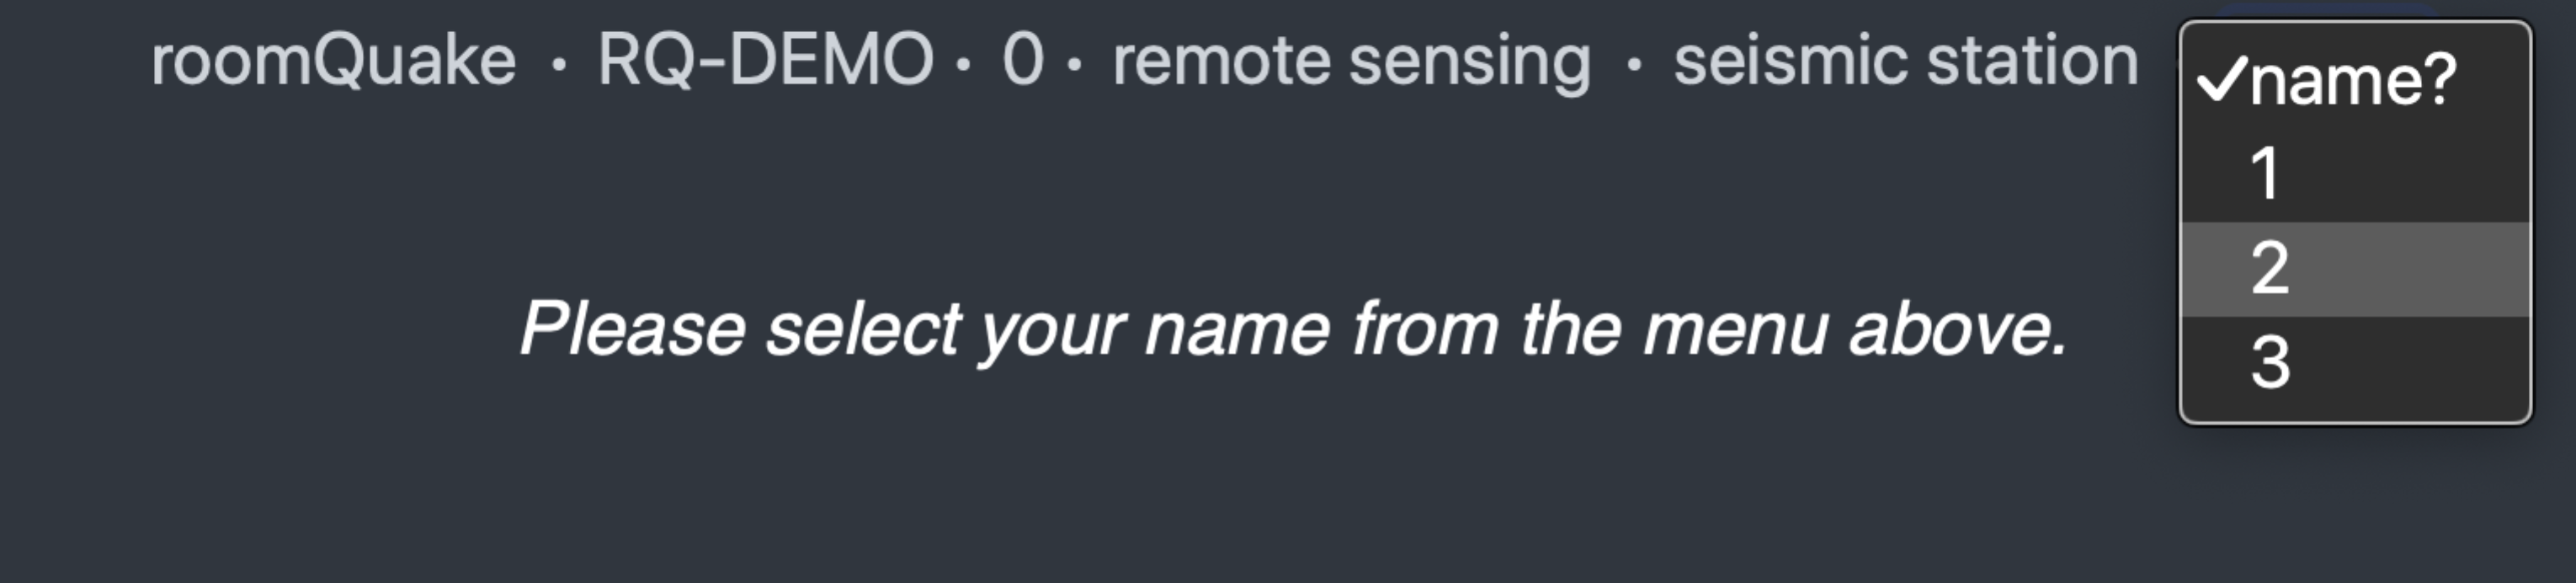 roomQuake · RQ-DEMO · 0 · remote sensing · seismic station
✓name?
1
2
3
Please select your name from the menu above.